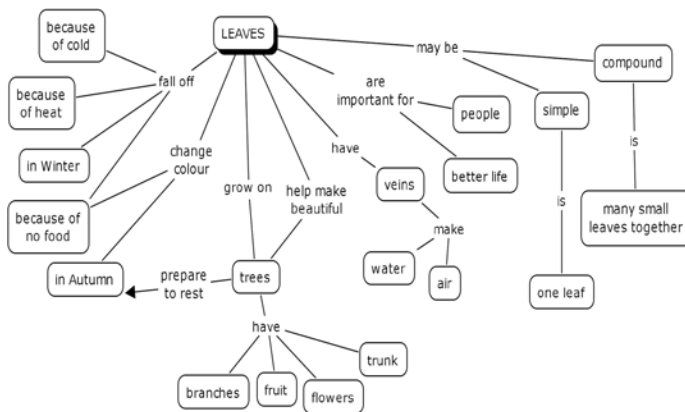 because
of cold
LEAVES
may be
compound
fall off
because
of heat
are
important for
people
simple
in Winter
change
colour
have
is
better life
grow on
help make
beautiful
veins
because of
no food
is
many small
leaves together
make
in Autumn
prepare
to rest
trees
water
air
one leaf
have
trunk
branches
fruit
flowers